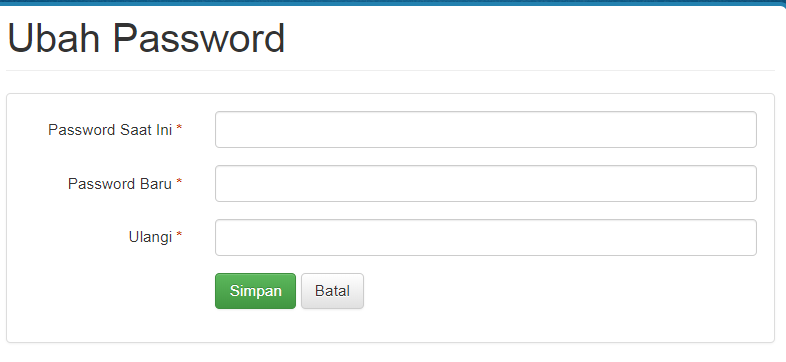 Ubah Password
Password Saat Ini *
Password Baru *
Ulangi *
Simpan Batal